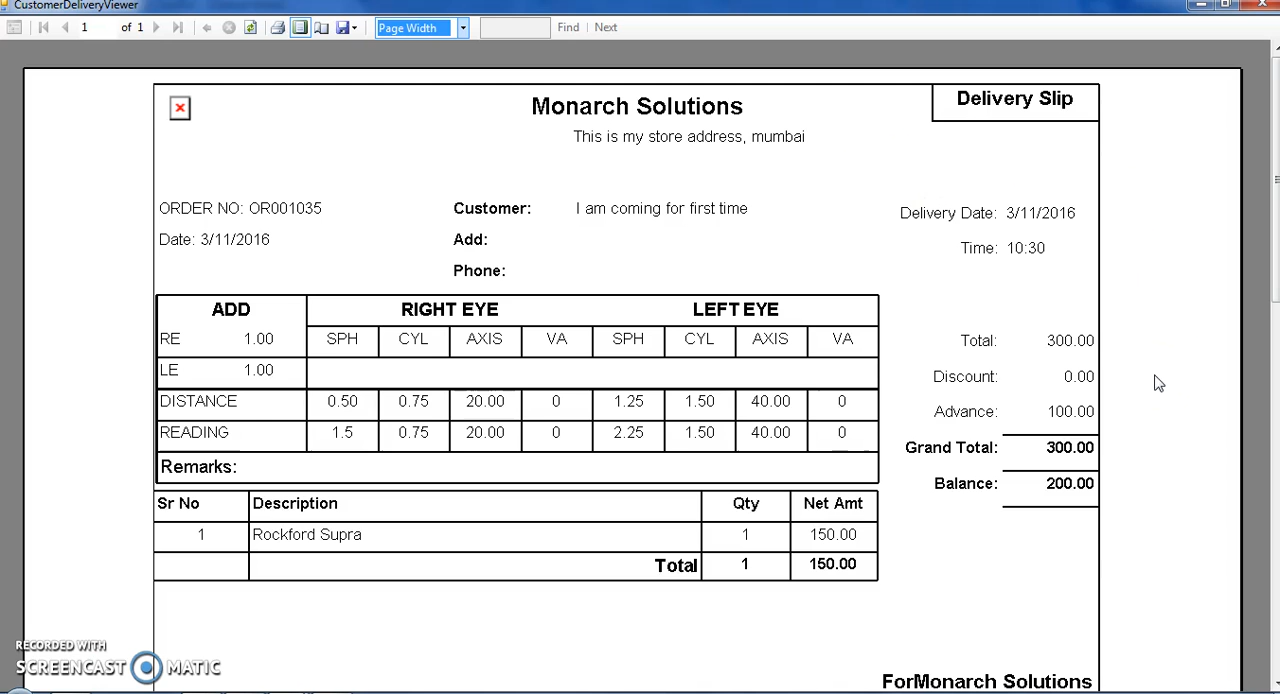 CustomerDeliveryViewer
1 of 1 Page Width Find Next
Monarch Solutions
Delivery Slip
This is my store address, mumbai
ORDER NO: OR001035 Customer: I am coming for first time Delivery Date: 3/11/2016
Date: 3/11/2016 Add: Time: 10:30
Phone:
ADD RIGHT EYE LEFT EYE
RE 1.00 SPH CYL AXIS VA SPH CYL AXIS VA Total: 300.00
LE 1.00 Discount: 0.00
DISTANCE 0.50 0.75 20.00 0 1.25 1.50 40.00 0 Advance: 100.00
READING 1.5 0.75 20.00 0 2.25 1.50 40.00 0 Grand Total: 300.00
Remarks:
Balance: 200.00
Sr No Description Qty Net Amt
1 Rockford Supra 1 150.00
Total 1 150.00
RECORDED WITH
SCREENCAST MATIC
ForMonarch Solutions